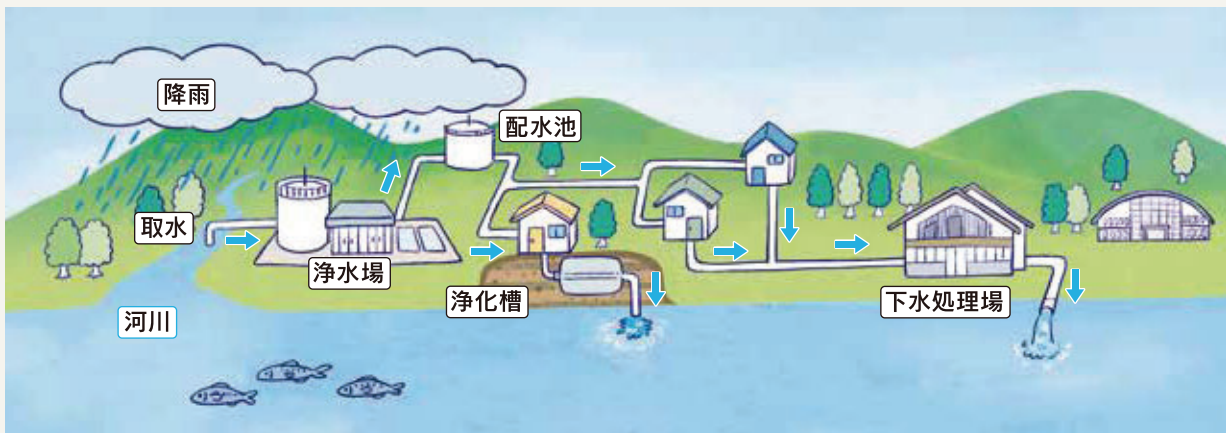 降雨
配水池
取水
浄水場
浄化槽
下水処理場
河川